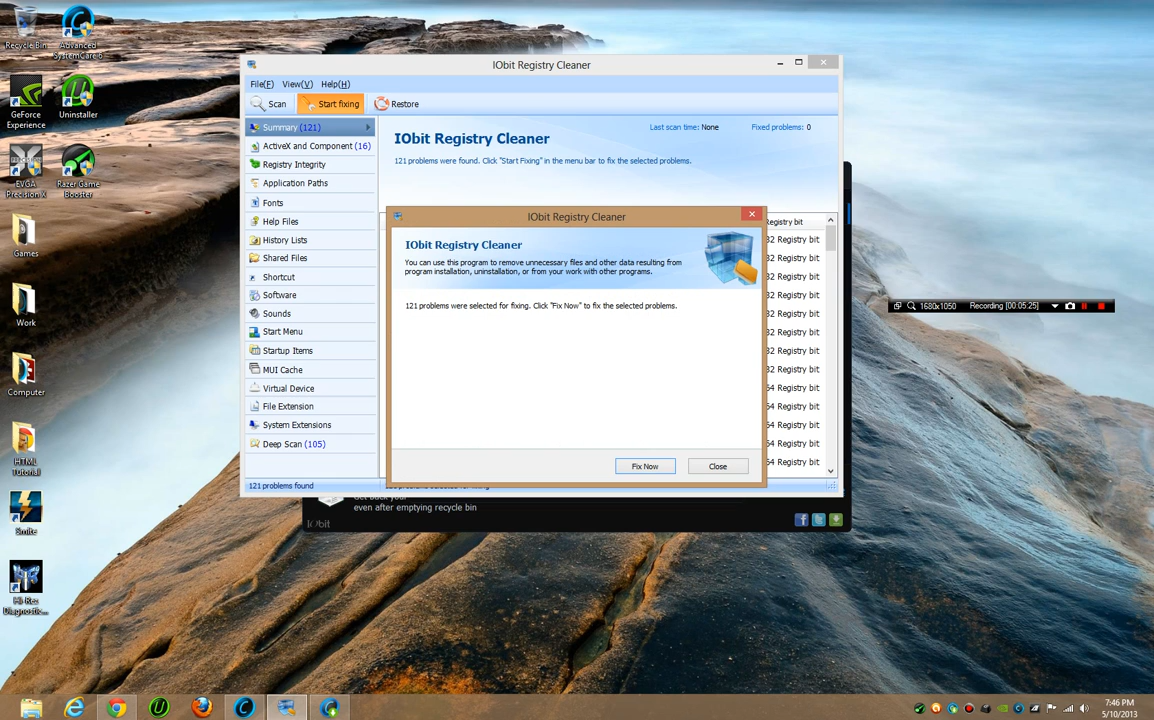 Recycle Bin
Advanced
SystemCare 6
GeForce
Experience
Uninstaller
EVGA
Precision X
Razer Game
Booster
Games
Work
Computer
HTML
Tutorial
Smite
Hi-Rez
Diagnostic...
IObit Registry Cleaner
File(F) View(V) Help(H)
Scan Start fixing Restore
Summary (121)
ActiveX and Component (16)
Registry Integrity
Application Paths
Fonts
Help Files
History Lists
Shared Files
Shortcut
Software
Sounds
Start Menu
Startup Items
MUI Cache
Virtual Device
File Extension
System Extensions
Deep Scan (105)
121 problems found
IObit Registry Cleaner
Last scan time: None Fixed problems: 0
121 problems were found. Click "Start Fixing" in the menu bar to fix the selected problems.
Registry bit
32 Registry bit
32 Registry bit
32 Registry bit
32 Registry bit
32 Registry bit
32 Registry bit
32 Registry bit
32 Registry bit
64 Registry bit
64 Registry bit
64 Registry bit
64 Registry bit
64 Registry bit
IObit Registry Cleaner
IObit Registry Cleaner
You can use this program to remove unnecessary files and other data resulting from
program installation, uninstallation, or from your work with other programs.
121 problems were selected for fixing. Click "Fix Now" to fix the selected problems.
Fix Now Close
even after emptying recycle bin
IObit
1680x1050 Recording [00:05:25]
7:46 PM
5/10/2013